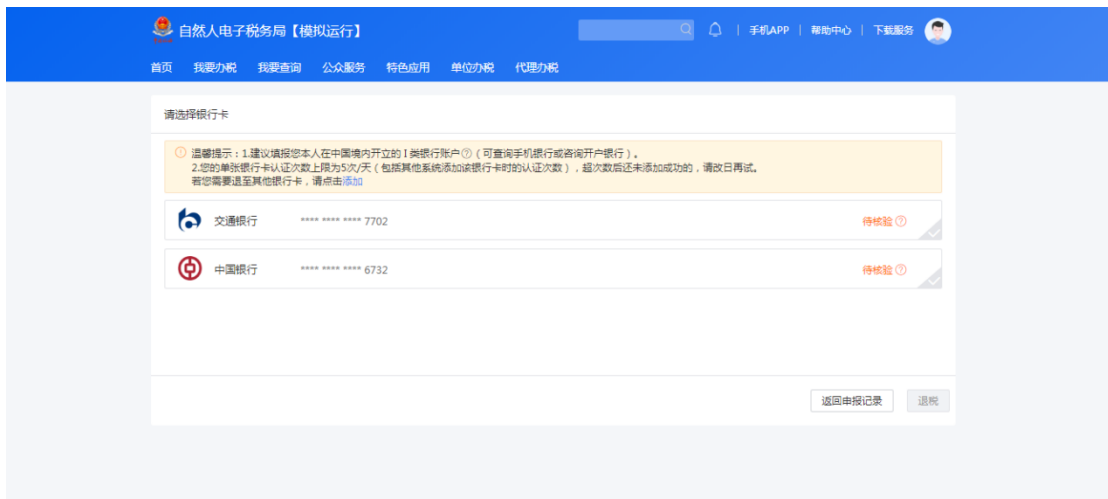 自然人电子税务局【模拟运行】
手机APP | 帮助中心 | 下载服务
首页 我要办税 我要查询 公众服务 特色应用 单位办税 代理办税
请选择银行卡
温馨提示：1.建议填报您本人在中国境内开立的 I 类银行账户?（可查询手机银行或咨询开户银行）。
2.您的单张银行卡认证次数上限为5次/天（包括其他系统添加该银行卡时的认证次数），超次数后还未添加成功的，请改日再试。
若您需要退至其他银行卡，请点击添加
交通银行 **** **** **** 7702 待核验?
中国银行 **** **** **** 6732 待核验?
返回申报记录 退税